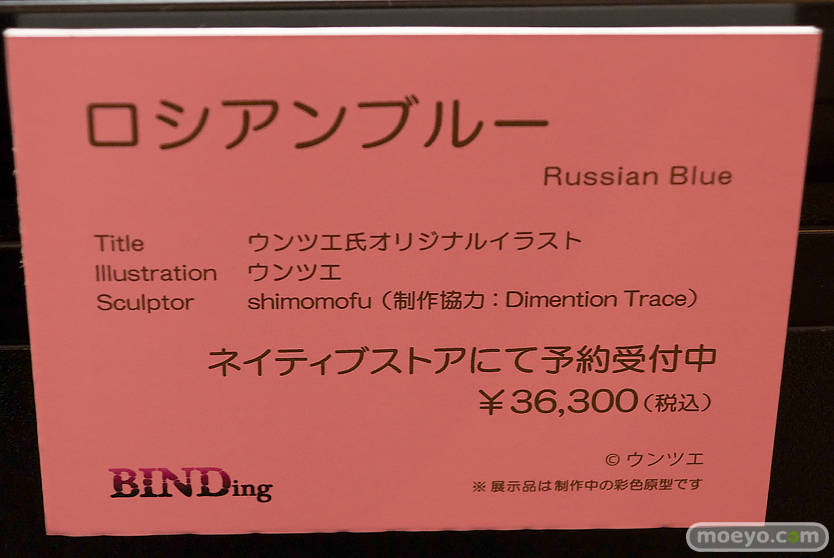 ロシアンブルー
Russian Blue
Title ウンツエ氏オリジナルイラスト
Illustration ウンツエ
Sculptor shimomofu（制作協力：Dimention Trace）
ネイティブストアにて予約受付中
￥36,300（税込）
© ウンツエ
BINDing
※ 展示品は制作中の彩色原型です
moeyo.com